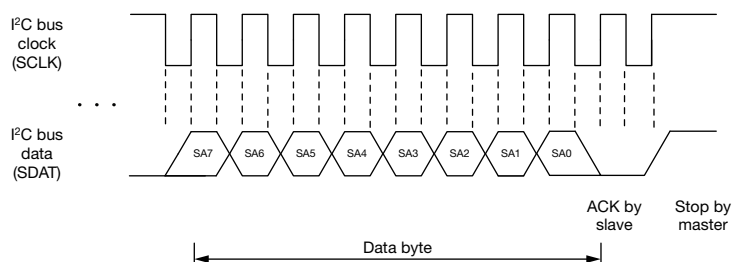 I²C bus
clock
(SCLK)
. . .
I²C bus
data
(SDAT)
SA7 SA6 SA5 SA4 SA3 SA2 SA1 SA0
ACK by
slave
Stop by
master
Data byte